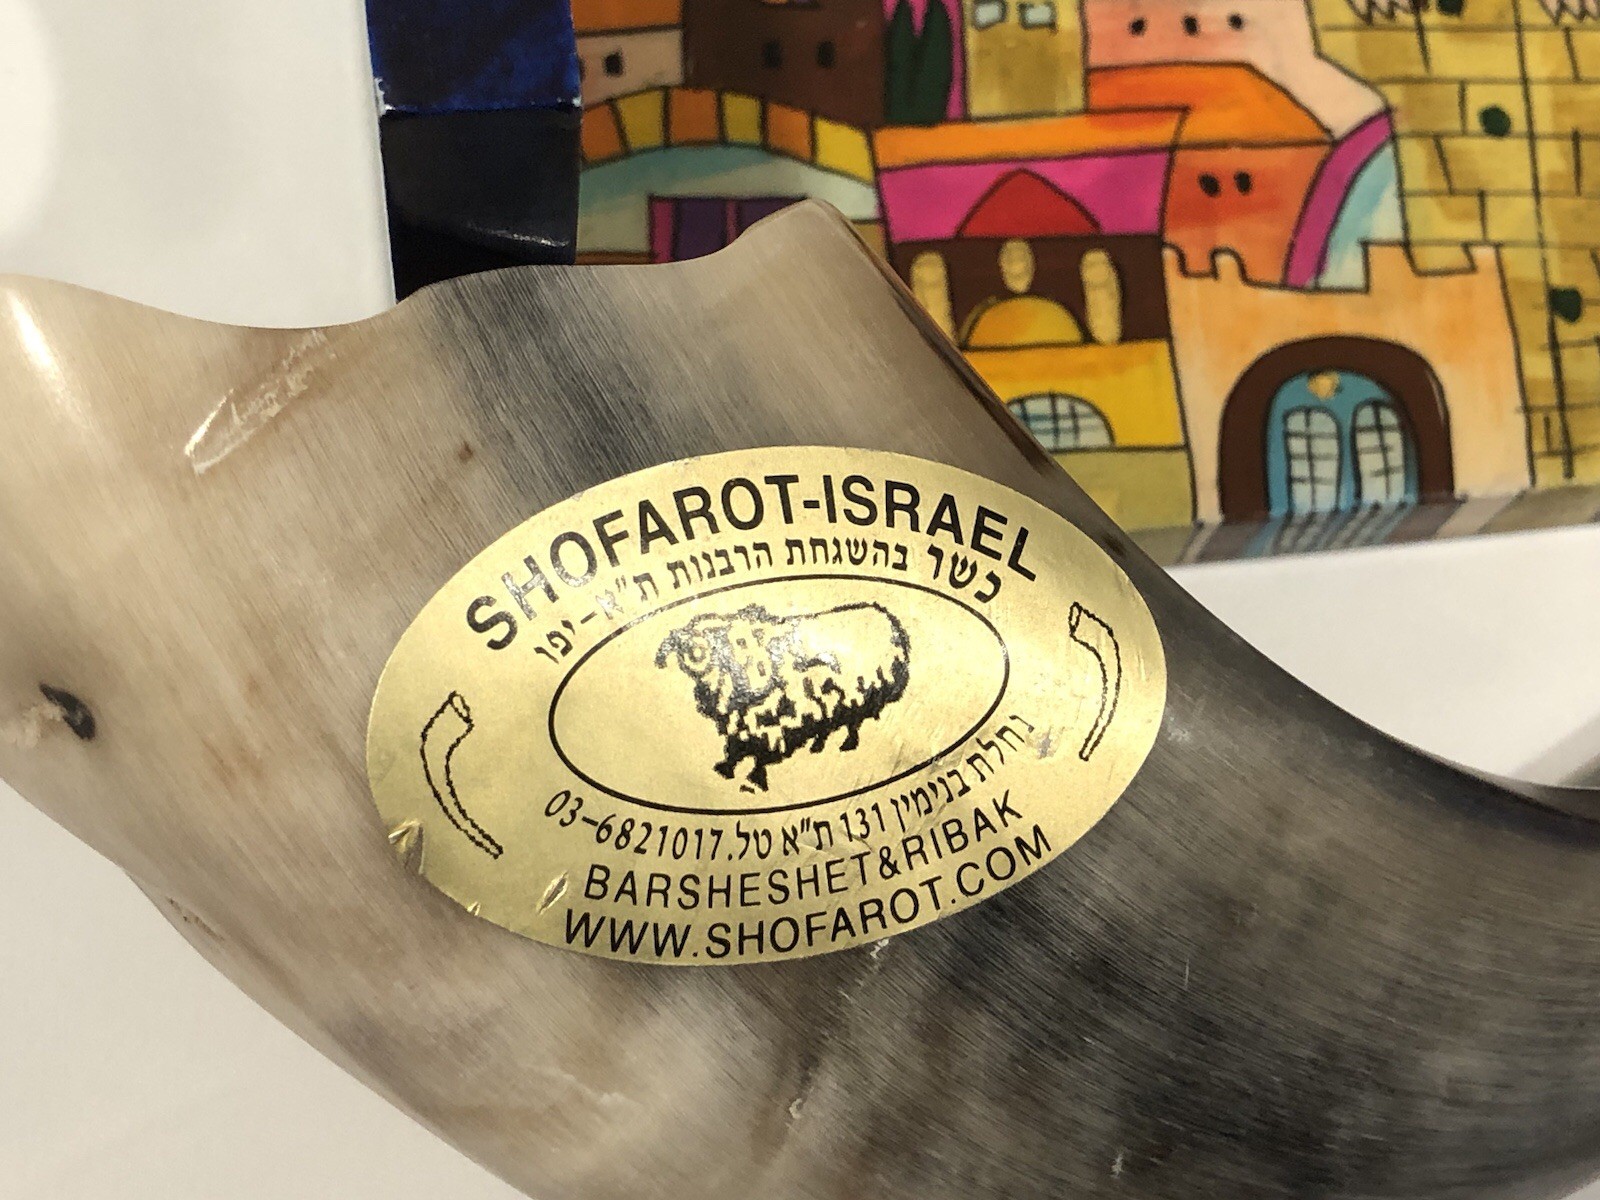 SHOFAROT-ISRAEL
כשר בהשגחת הרבנות ת"א-יפו
נחלת בנימין 131 ת"א טל. 03-6821017
BARSHESHET&RIBAK
WWW.SHOFAROT.COM